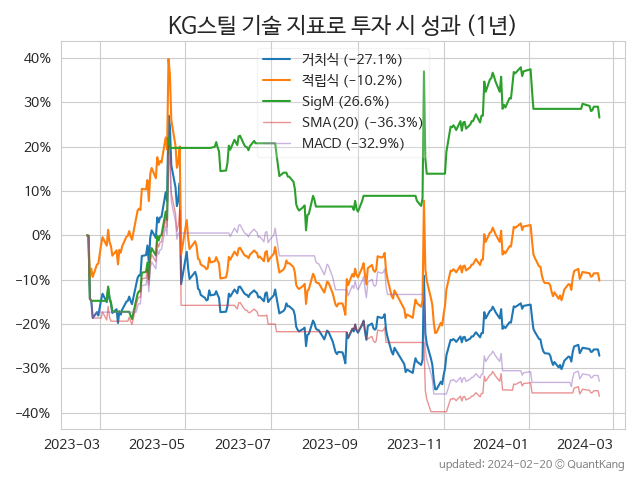 KG스틸 기술 지표로 투자 시 성과 (1년)
거치식 (−27.1%)
적립식 (−10.2%)
SigM (26.6%)
SMA(20) (−36.3%)
MACD (−32.9%)
40%
30%
20%
10%
0%
−10%
−20%
−30%
−40%
2023-03 2023-05 2023-07 2023-09 2023-11 2024-01 2024-03
updated: 2024-02-20 © QuantKang